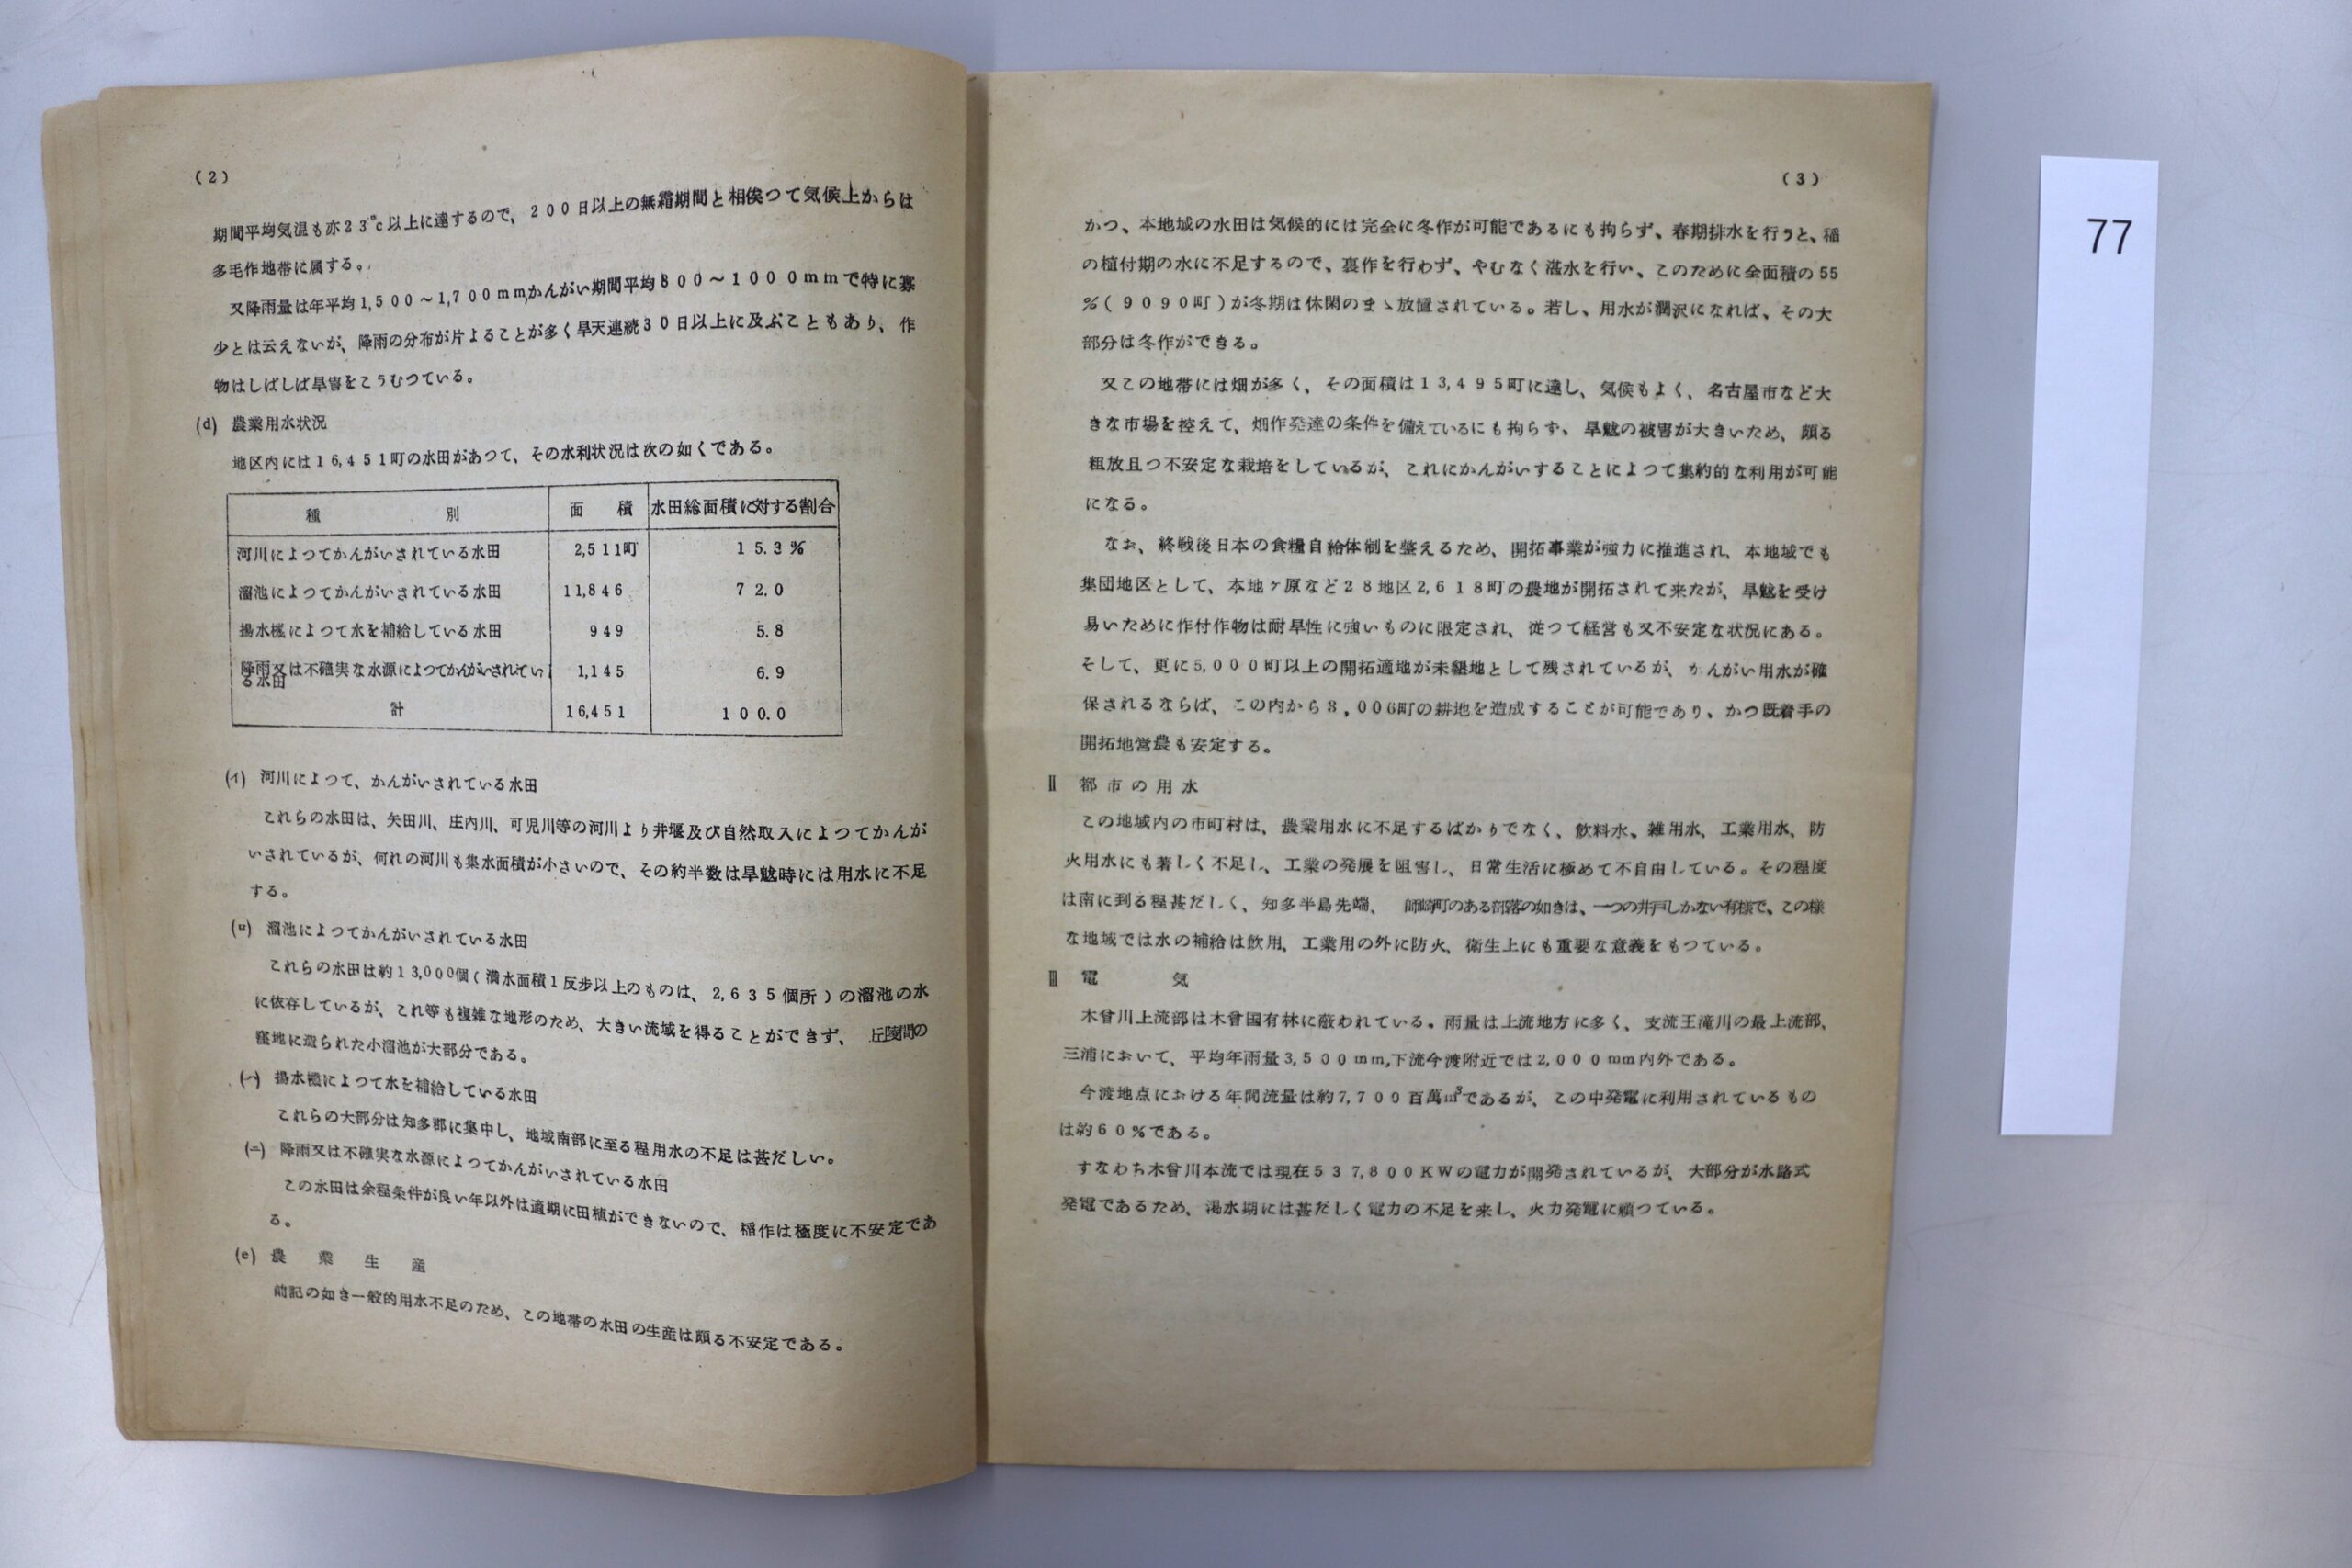 (2)
期間平均気温も亦23°c以上に達するので、200日以上の無霜期間と相俟つて気候上からは
多毛作地帯に属する。
又降雨量は年平均1,500~1,700mm,かんがい期間平均800~1000mmで特に寡
少とは云えないが、降雨の分布が片よることが多く旱天連続30日以上に及ぶこともあり、作
物はしばしば旱害をこうむつている。
(d) 農業用水状況
地区内には16,451町の水田があつて、その水利状況は次の如くである。
種 別 面 積 水田総面積に対する割合
河川によつてかんがいされている水田 2,511町 15.3%
溜池によつてかんがいされている水田 11,846 72.0
揚水機によつて水を補給している水田 949 5.8
降雨又は不確実な水源によつてかんがいされてい 1,145 6.9
る水田
計 16,451 100.0
(イ) 河川によつて、かんがいされている水田
これらの水田は、矢田川、庄内川、可児川等の河川より井堰及び自然取入によつてかんが
いされているが、何れの河川も集水面積が小さいので、その約半数は旱魃時には用水に不足
する。
(ロ) 溜池によつてかんがいされている水田
これらの水田は約13,000個(満水面積1反歩以上のものは、2,635個所)の溜池の水
に依存しているが、これ等も複雑な地形のため、大きい流域を得ることができず、 丘陵間の
窪地に造られた小溜池が大部分である。
(ハ) 揚水機によつて水を補給している水田
これらの大部分は知多郡に集中し、地域南部に至る程用水の不足は甚だしい。
(ニ) 降雨又は不確実な水源によつてかんがいされている水田
この水田は余程条件が良い年以外は適期に田植ができないので、稲作は極度に不安定であ
る。
(e) 農 業 生 産
前記の如き一般的用水不足のため、この地帯の水田の生産は頗る不安定である。
(3)
かつ、本地域の水田は気候的には完全に冬作が可能であるにも拘らず、春期排水を行うと、稲
の植付期の水に不足するので、裏作を行わず、やむなく湛水を行い、このために全面積の55
%(9090町)が冬期は休閑のまゝ放置されている。若し、用水が潤沢になれば、その大
部分は冬作ができる。
又この地帯には畑が多く、その面積は13,495町に達し、気候もよく、名古屋市など大
きな市場を控えて、畑作発達の条件を備えているにも拘らず、旱魃の被害が大きいため、頗る
粗放且つ不安定な栽培をしているが、これにかんがいすることによつて集約的な利用が可能
になる。
なお、終戦後日本の食糧自給体制を整えるため、開拓事業が強力に推進され、本地域でも
集団地区として、本地ヶ原など28地区2,618町の農地が開拓されて来たが、旱魃を受け
易いために作付作物は耐旱性に強いものに限定され、従つて経営も又不安定な状況にある。
そして、更に5,000町以上の開拓適地が未墾地として残されているが、かんがい用水が確
保されるならば、この内から3,006町の耕地を造成することが可能であり、かつ既着手の
開拓地営農も安定する。
Ⅱ 都市の用水
この地域内の市町村は、農業用水に不足するばかりでなく、飲料水、雑用水、工業用水、防
火用水にも著しく不足し、工業の発展を阻害し、日常生活に極めて不自由している。その程度
は南に到る程甚だしく、知多半島先端、 師崎町のある部落の如きは、一つの井戸しかない有様で、この様
な地域では水の補給は飲用、工業用の外に防火、衛生上にも重要な意義をもつている。
Ⅲ 電 気
木曾川上流部は木曾国有林に蔽われている。雨量は上流地方に多く、支流王滝川の最上流部、
三浦において、平均年雨量3,500mm,下流今渡附近では2,000mm内外である。
今渡地点における年間流量は約7,700百萬m³であるが、この中発電に利用されているもの
は約60%である。
すなわち木曾川本流では現在537,800KWの電力が開発されているが、大部分が水路式
発電であるため、渇水期には甚だしく電力の不足を来し、火力発電に頼つている。
77